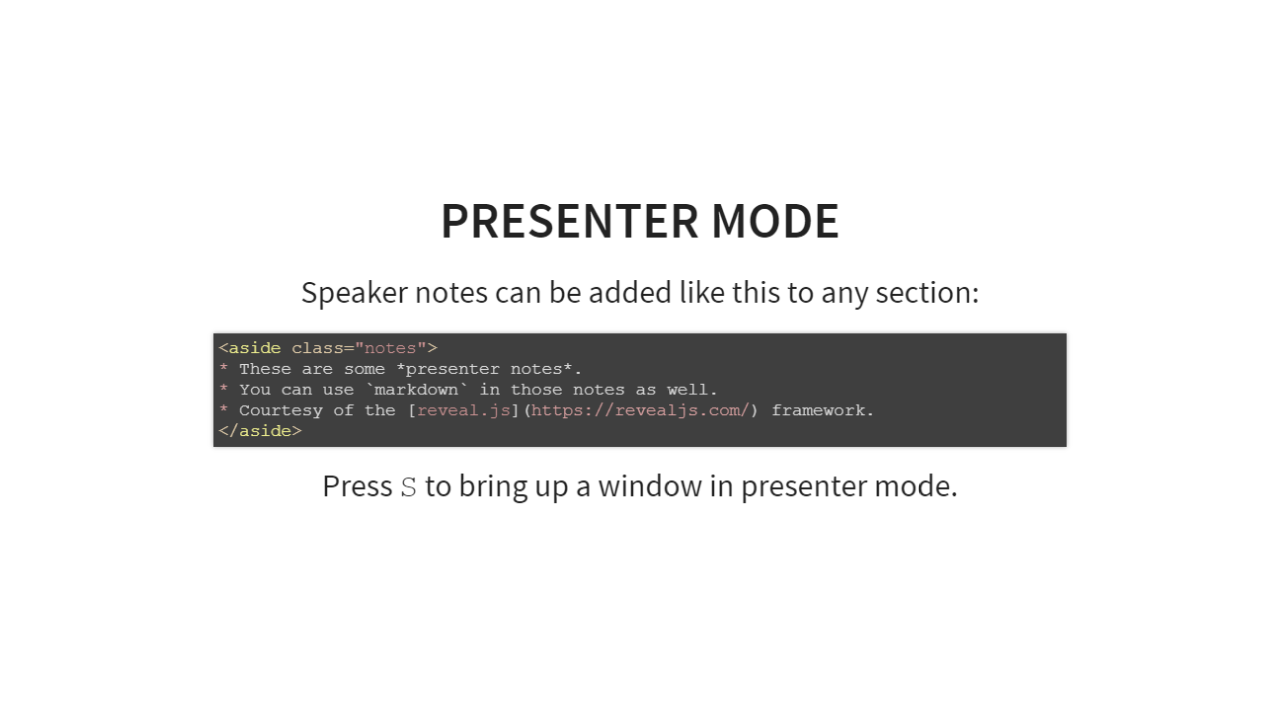 PRESENTER MODE
Speaker notes can be added like this to any section:
<aside class="notes">
* These are some *presenter notes*.
* You can use `markdown` in those notes as well.
* Courtesy of the [reveal.js](https://revealjs.com/) framework.
</aside>
Press S to bring up a window in presenter mode.